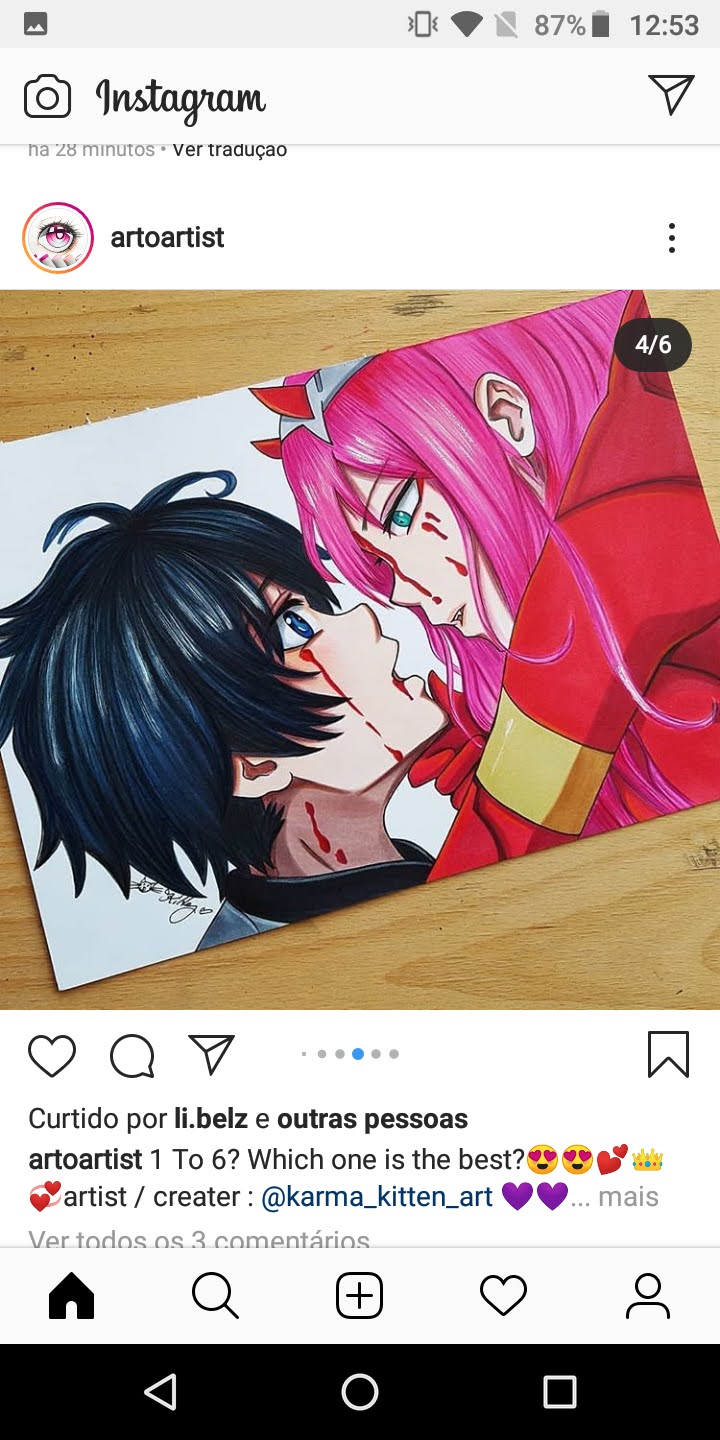 87% 12:53
Instagram
há 28 minutos • Ver tradução
artoartist
4/6
Curtido por li.belz e outras pessoas
artoartist 1 To 6? Which one is the best?😍😍💕👑
💞artist / creater : @karma_kitten_art 💜💜... mais
Ver todos os 3 comentários